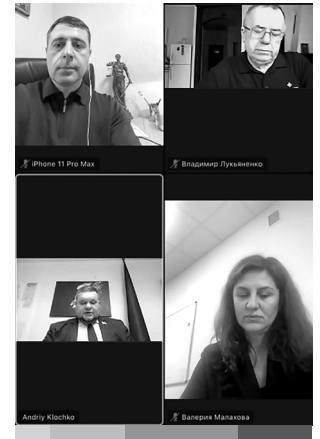 iPhone 11 Pro Max
Владимир Лукьяненко
Andriy Klochko
Валерия Малахова